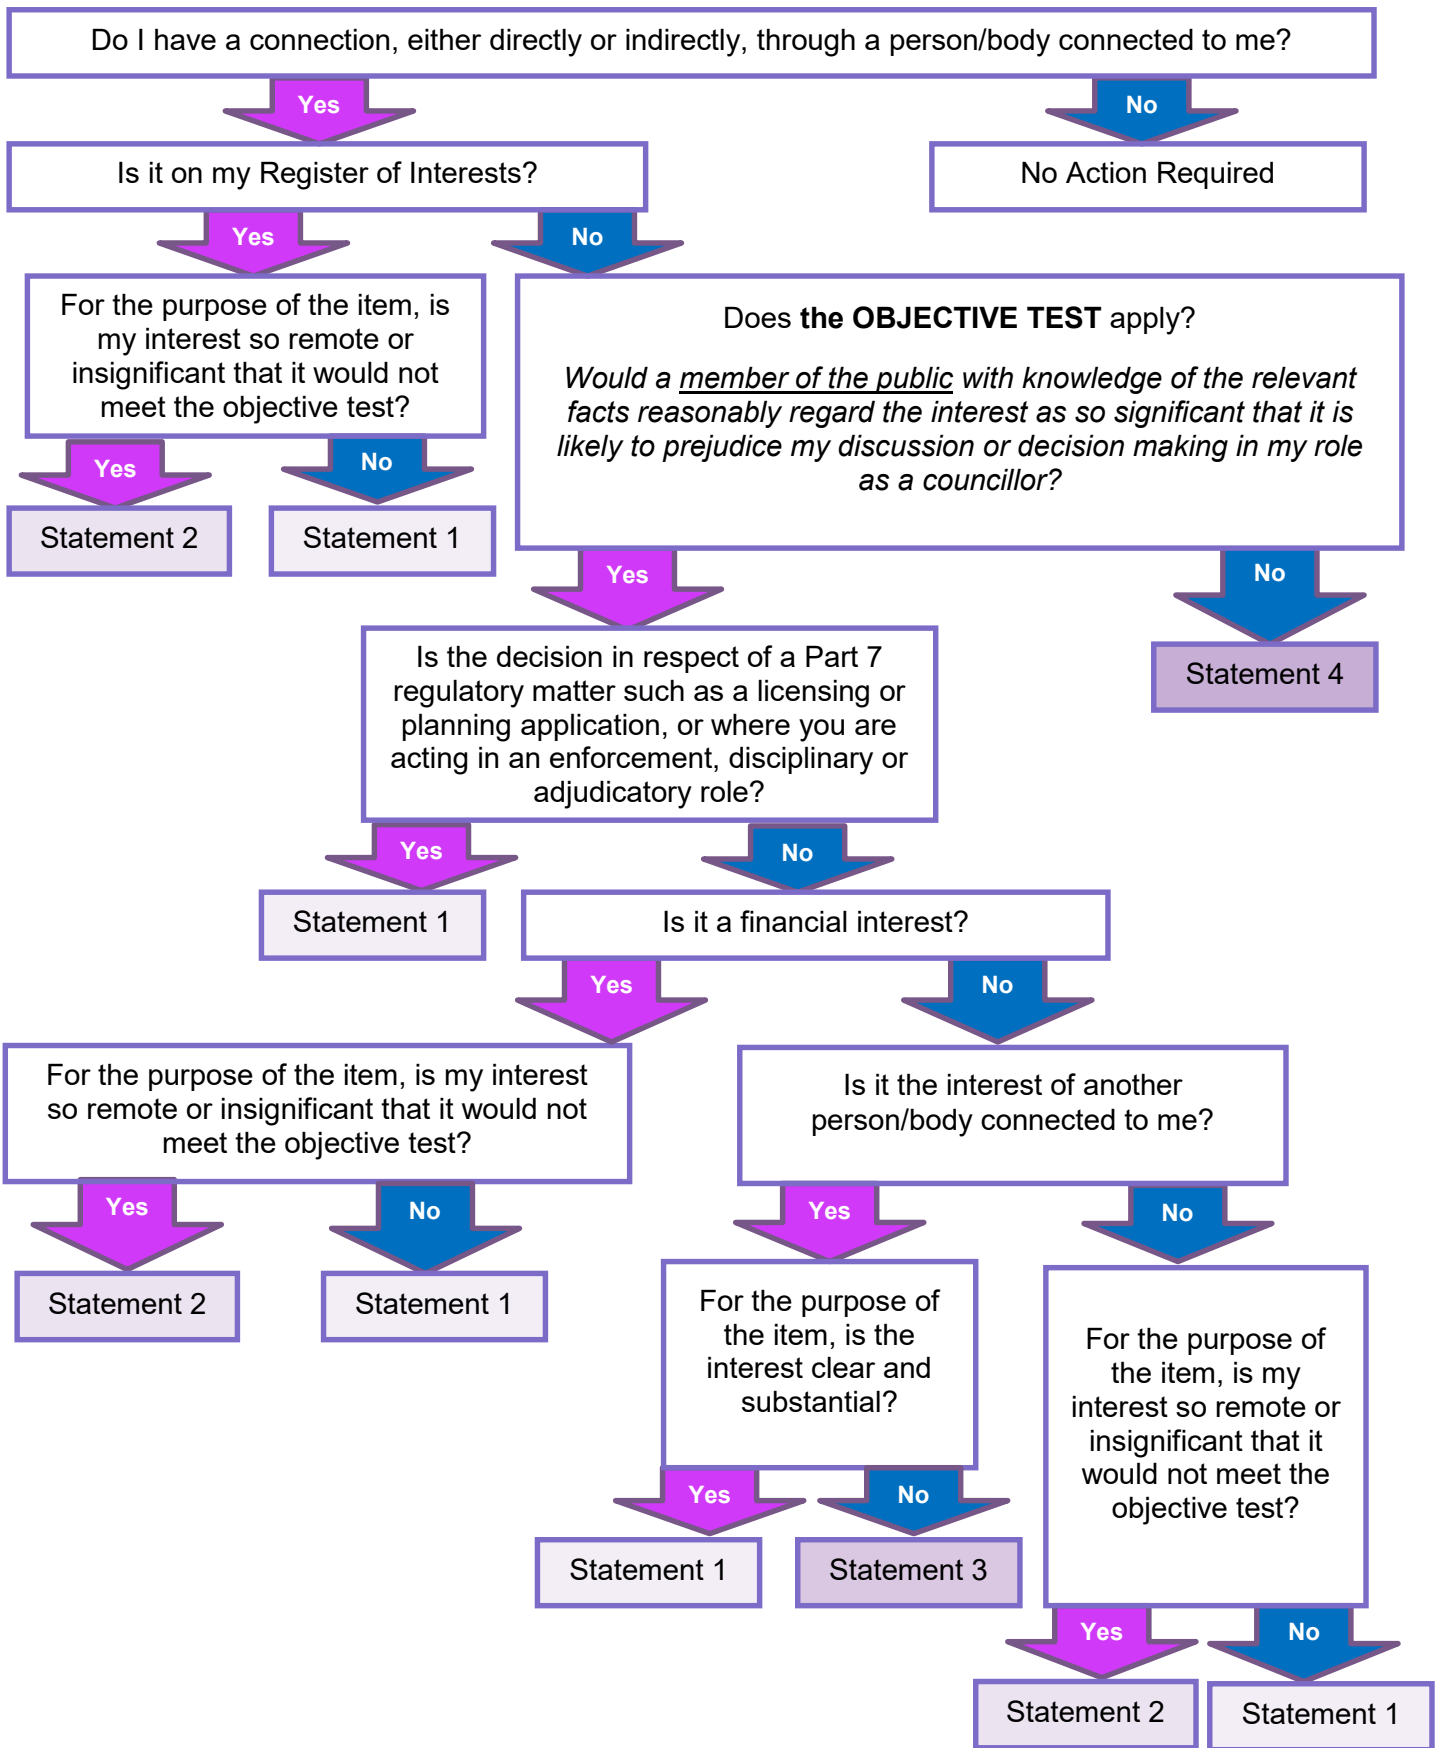 Do I have a connection, either directly or indirectly, through a person/body connected to me?
Yes
No
Is it on my Register of Interests?
No Action Required
Yes
No
For the purpose of the item, is
my interest so remote or
insignificant that it would not
meet the objective test?
Does the OBJECTIVE TEST apply?
Would a member of the public with knowledge of the relevant
facts reasonably regard the interest as so significant that it is
likely to prejudice my discussion or decision making in my role
as a councillor?
Yes
No
Statement 2
Statement 1
Yes
No
Is the decision in respect of a Part 7
regulatory matter such as a licensing or
planning application, or where you are
acting in an enforcement, disciplinary or
adjudicatory role?
Statement 4
Yes
No
Statement 1
Is it a financial interest?
Yes
No
For the purpose of the item, is my interest
so remote or insignificant that it would not
meet the objective test?
Is it the interest of another
person/body connected to me?
Yes
No
Yes
No
Statement 2
Statement 1
For the purpose of
the item, is the
interest clear and
substantial?
For the purpose of
the item, is my
interest so remote or
insignificant that it
would not meet the
objective test?
Yes
No
Statement 1
Statement 3
Yes
No
Statement 2
Statement 1